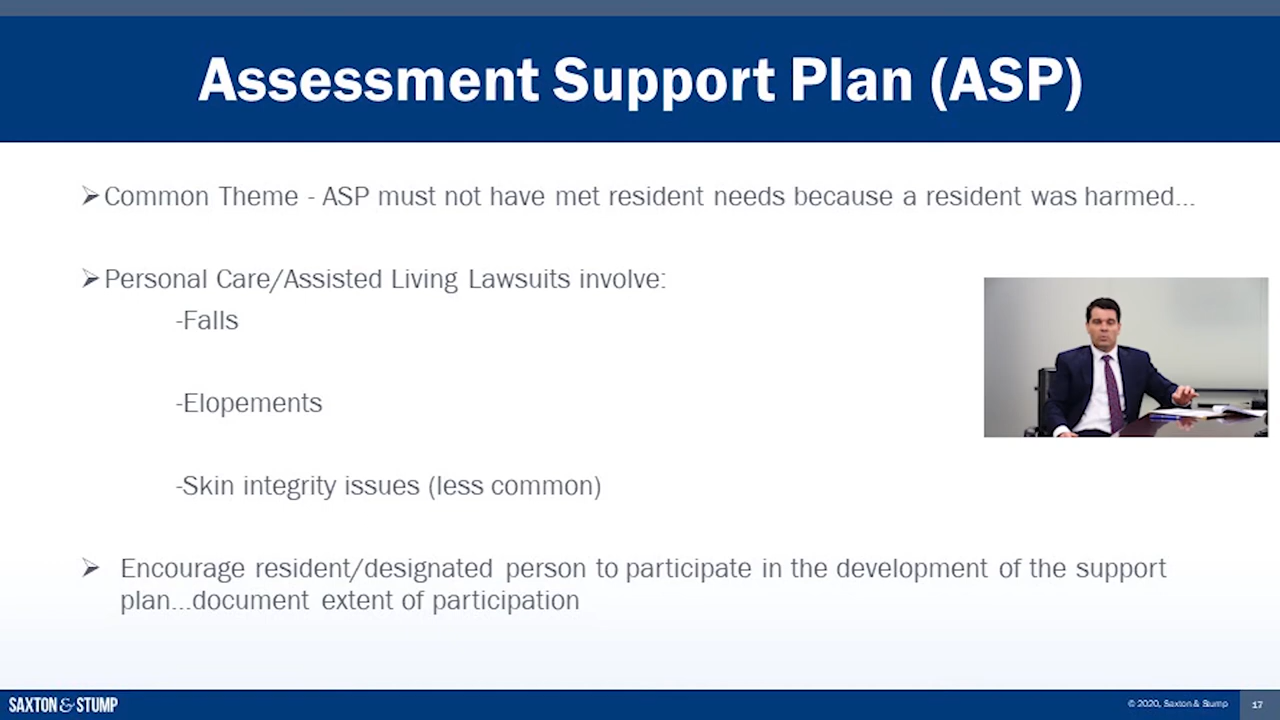 Assessment Support Plan (ASP)
Common Theme - ASP must not have met resident needs because a resident was harmed...
Personal Care/Assisted Living Lawsuits involve:
-Falls
-Elopements
-Skin integrity issues (less common)
Encourage resident/designated person to participate in the development of the support
plan...document extent of participation
SAXTON & STUMP
© 2020, Saxton & Stump
17